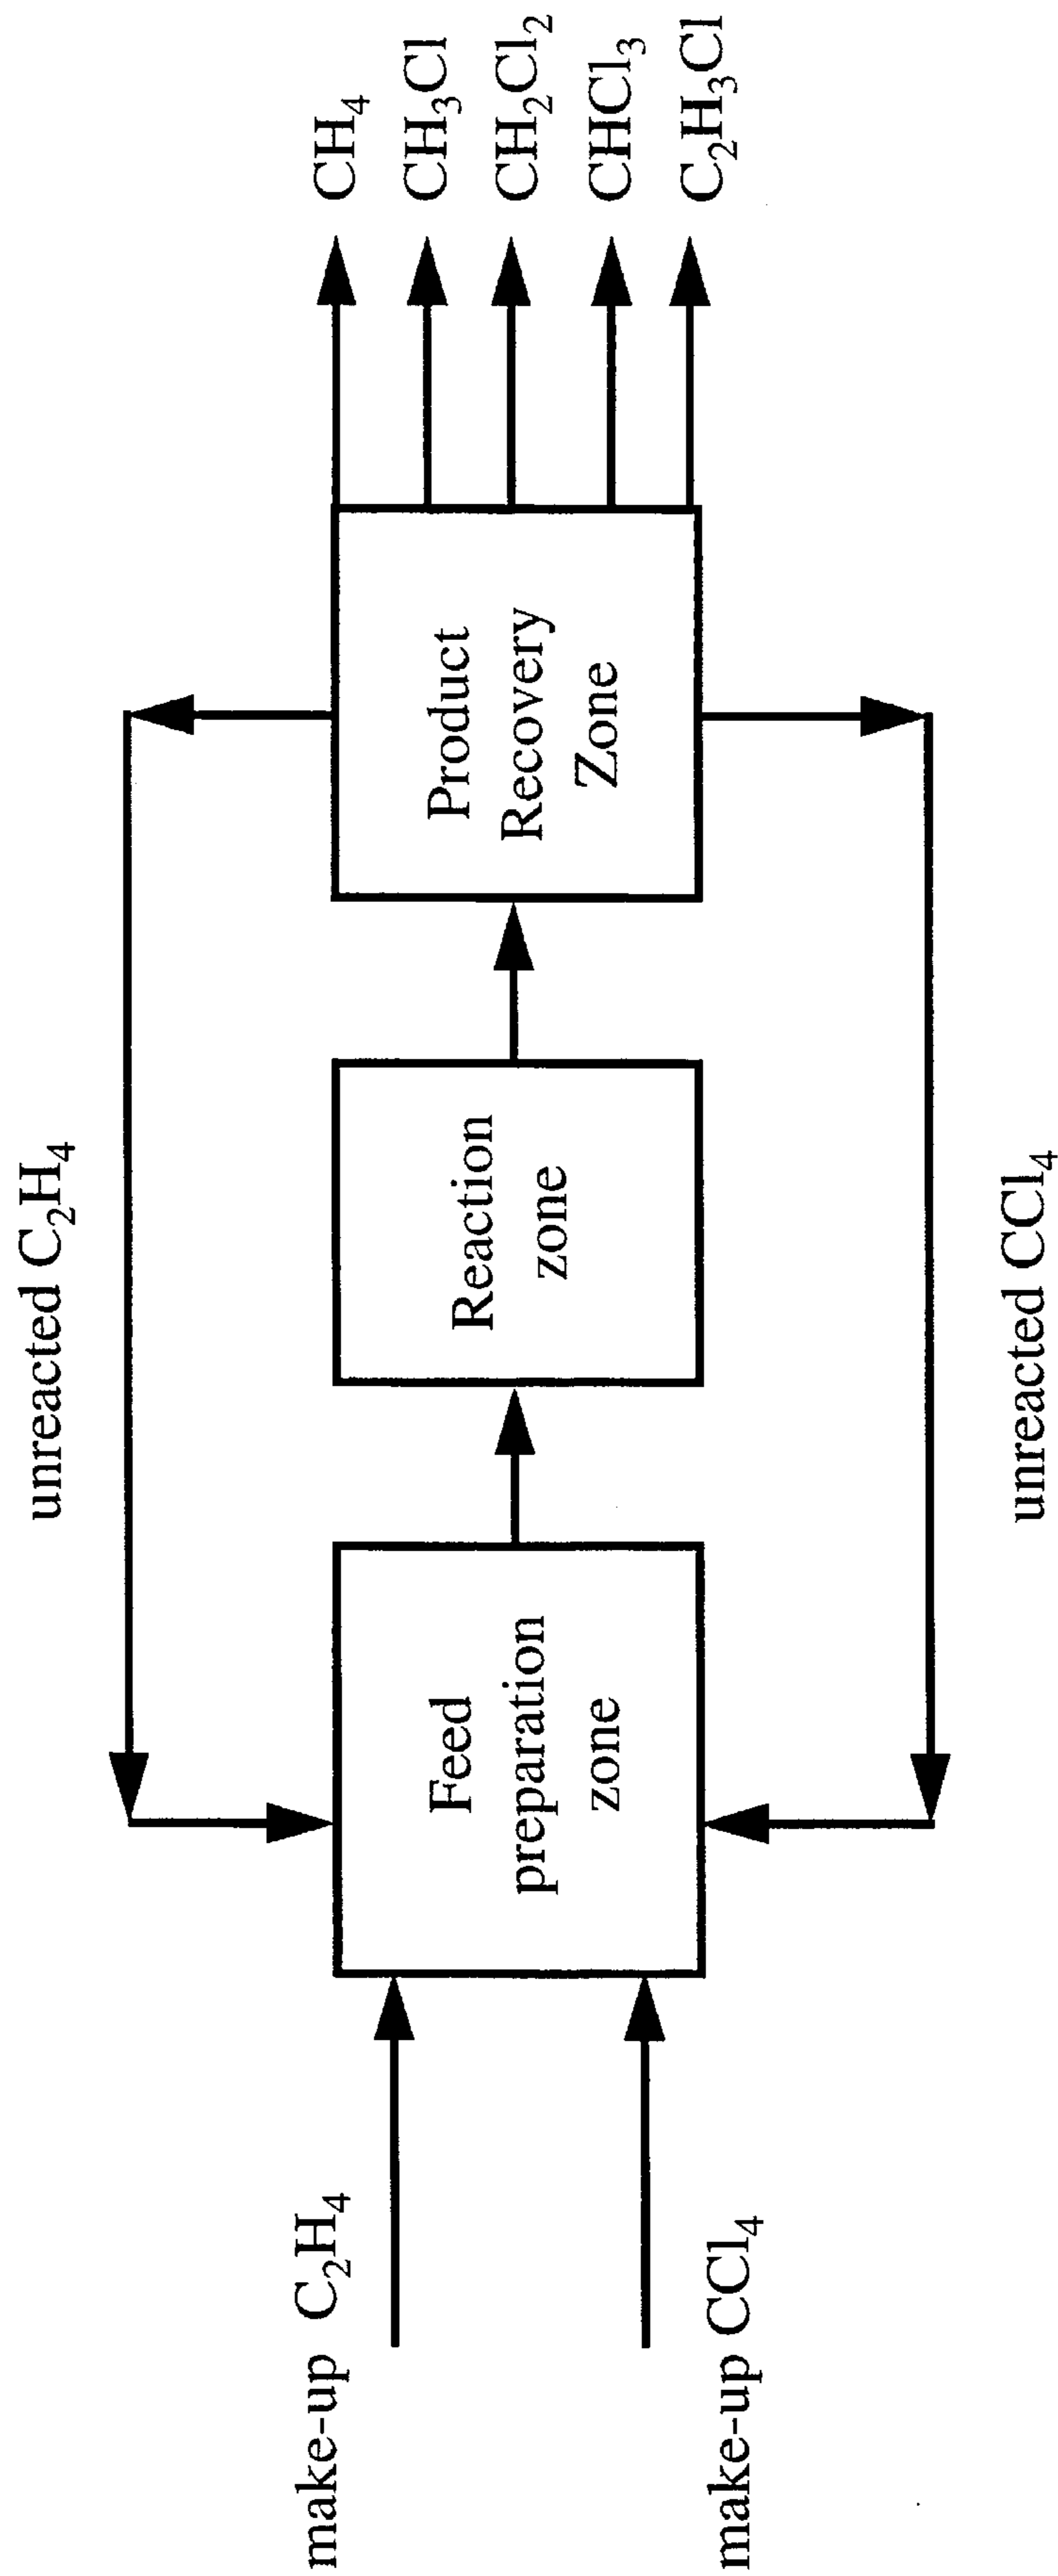 unreacted C₂H₄
make-up C₂H₄
make-up CCl₄
Feed
preparation
zone
Reaction
zone
Product
Recovery
Zone
CH₄
CH₃Cl
CH₂Cl₂
CHCl₃
C₂H₃Cl
unreacted CCl₄